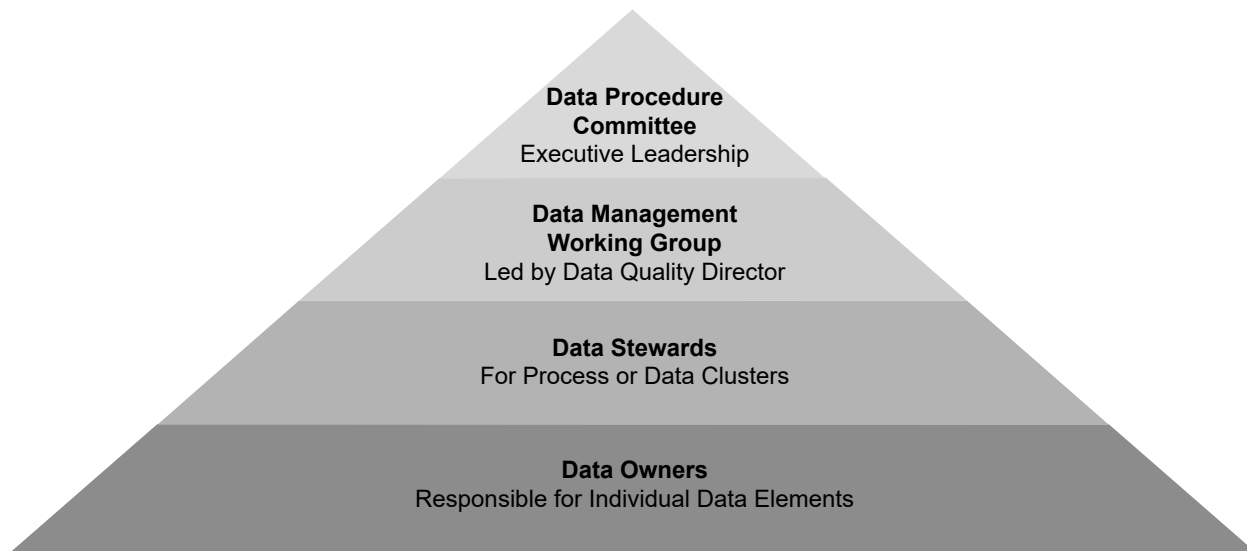 Data Procedure
Committee
Executive Leadership
Data Management
Working Group
Led by Data Quality Director
Data Stewards
For Process or Data Clusters
Data Owners
Responsible for Individual Data Elements